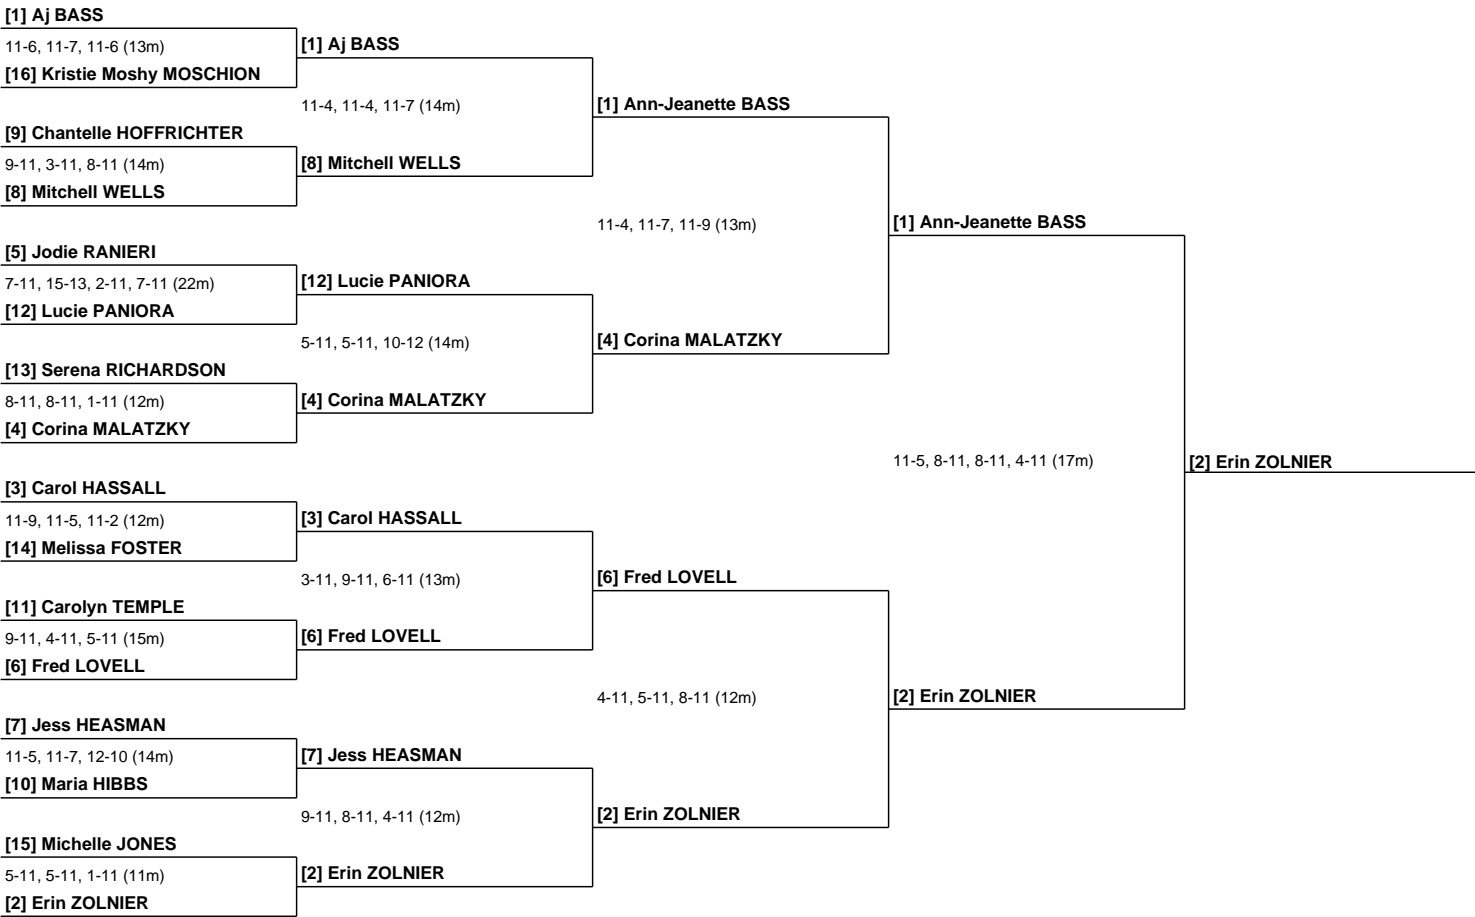 [1] Aj BASS
11-6, 11-7, 11-6 (13m)
[16] Kristie Moshy MOSCHION
[9] Chantelle HOFFRICHTER
9-11, 3-11, 8-11 (14m)
[8] Mitchell WELLS
[5] Jodie RANIERI
7-11, 15-13, 2-11, 7-11 (22m)
[12] Lucie PANIORA
[13] Serena RICHARDSON
8-11, 8-11, 1-11 (12m)
[4] Corina MALATZKY
[3] Carol HASSALL
11-9, 11-5, 11-2 (12m)
[14] Melissa FOSTER
[11] Carolyn TEMPLE
9-11, 4-11, 5-11 (15m)
[6] Fred LOVELL
[7] Jess HEASMAN
11-5, 11-7, 12-10 (14m)
[10] Maria HIBBS
[15] Michelle JONES
5-11, 5-11, 1-11 (11m)
[2] Erin ZOLNIER
[1] Aj BASS
11-4, 11-4, 11-7 (14m)
[8] Mitchell WELLS
[12] Lucie PANIORA
5-11, 5-11, 10-12 (14m)
[4] Corina MALATZKY
[3] Carol HASSALL
3-11, 9-11, 6-11 (13m)
[6] Fred LOVELL
[7] Jess HEASMAN
9-11, 8-11, 4-11 (12m)
[2] Erin ZOLNIER
[1] Ann-Jeanette BASS
11-4, 11-7, 11-9 (13m)
[4] Corina MALATZKY
[6] Fred LOVELL
4-11, 5-11, 8-11 (12m)
[2] Erin ZOLNIER
[1] Ann-Jeanette BASS
11-5, 8-11, 8-11, 4-11 (17m)
[2] Erin ZOLNIER
[2] Erin ZOLNIER